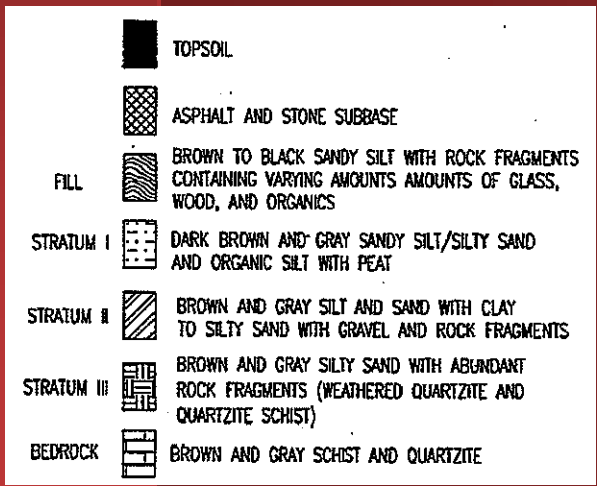 TOPSOIL
ASPHALT AND STONE SUBBASE
BROWN TO BLACK SANDY SILT WITH ROCK FRAGMENTS
FILL CONTAINING VARYING AMOUNTS AMOUNTS OF GLASS,
WOOD, AND ORGANICS
STRATUM I DARK BROWN AND GRAY SANDY SILT/SILTY SAND
AND ORGANIC SILT WITH PEAT
STRATUM II BROWN AND GRAY SILT AND SAND WITH CLAY
TO SILTY SAND WITH GRAVEL AND ROCK FRAGMENTS
BROWN AND GRAY SILTY SAND WITH ABUNDANT
STRATUM III ROCK FRAGMENTS (WEATHERED QUARTZITE AND
QUARTZITE SCHIST)
BEDROCK BROWN AND GRAY SCHIST AND QUARTZITE